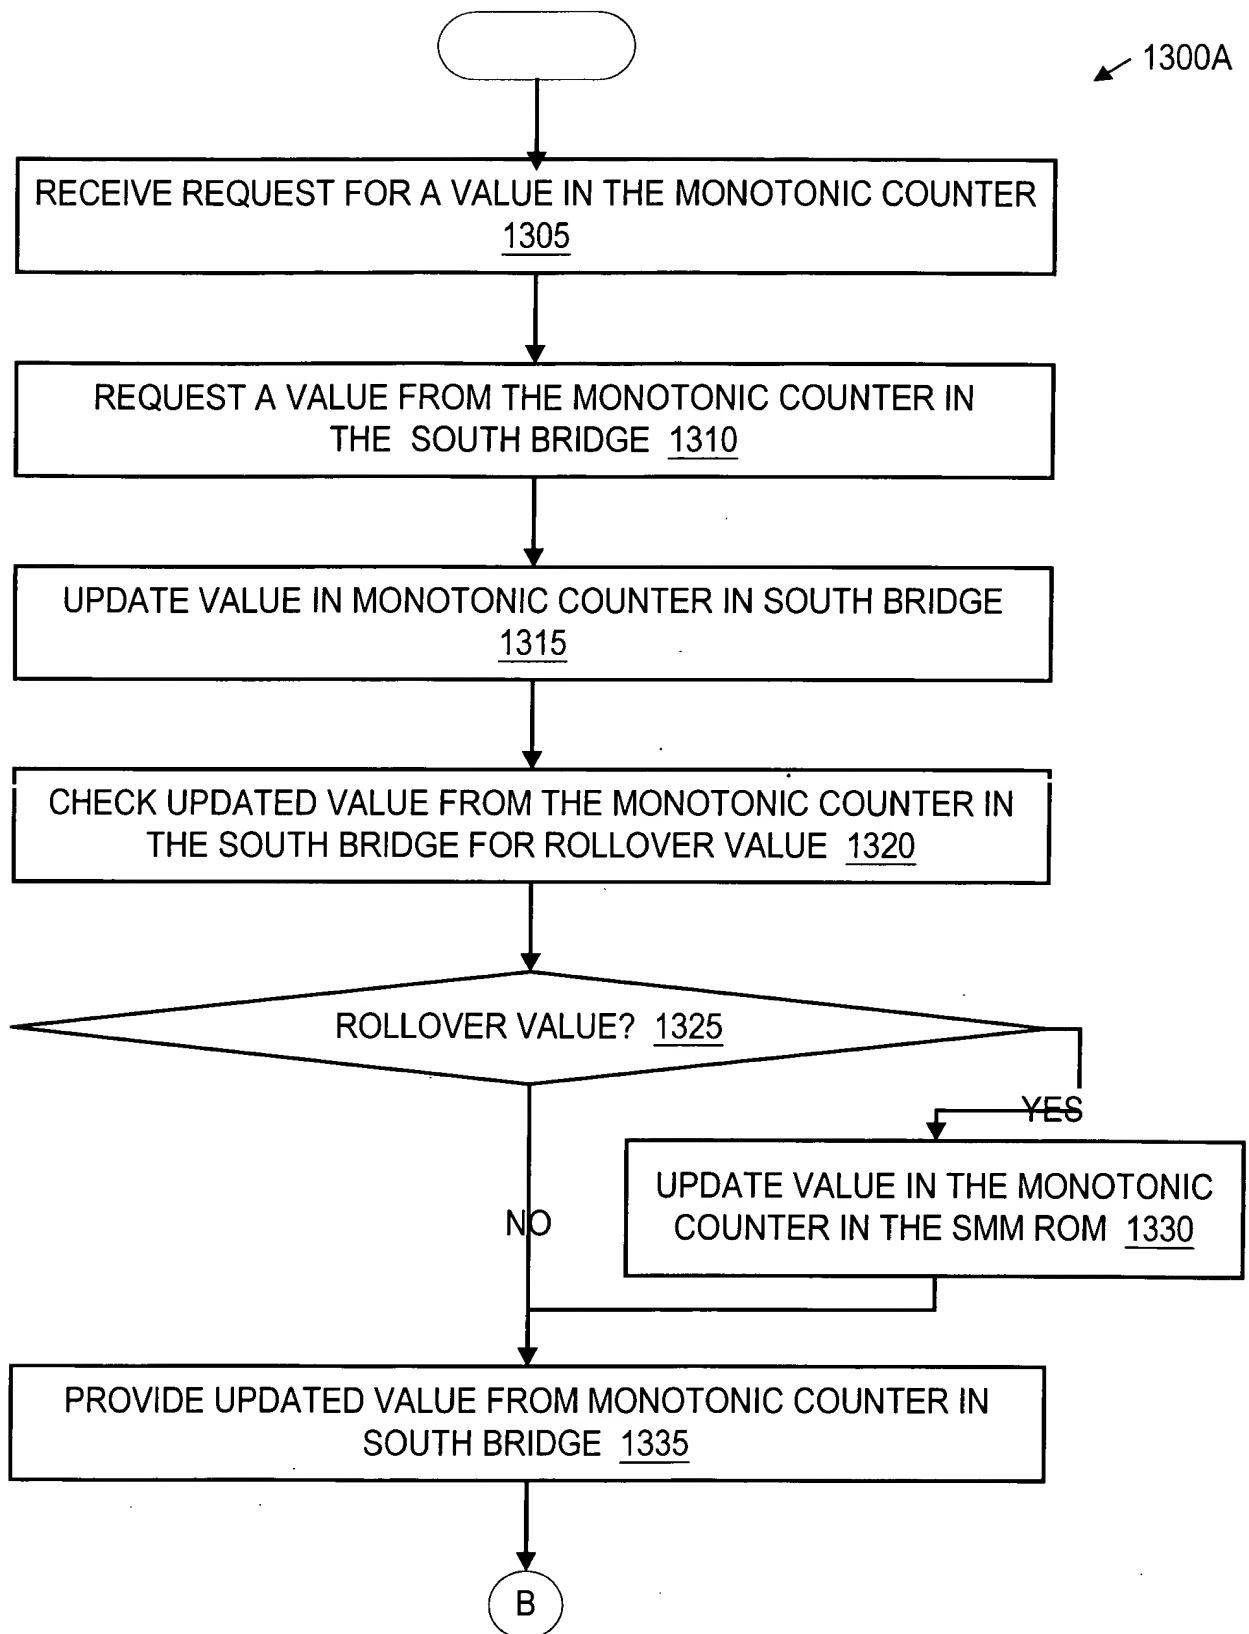 1300A
RECEIVE REQUEST FOR A VALUE IN THE MONOTONIC COUNTER
1305
REQUEST A VALUE FROM THE MONOTONIC COUNTER IN
THE SOUTH BRIDGE 1310
UPDATE VALUE IN MONOTONIC COUNTER IN SOUTH BRIDGE
1315
CHECK UPDATED VALUE FROM THE MONOTONIC COUNTER IN
THE SOUTH BRIDGE FOR ROLLOVER VALUE 1320
ROLLOVER VALUE? 1325
YES
UPDATE VALUE IN THE MONOTONIC
COUNTER IN THE SMM ROM 1330
NO
PROVIDE UPDATED VALUE FROM MONOTONIC COUNTER IN
SOUTH BRIDGE 1335
B